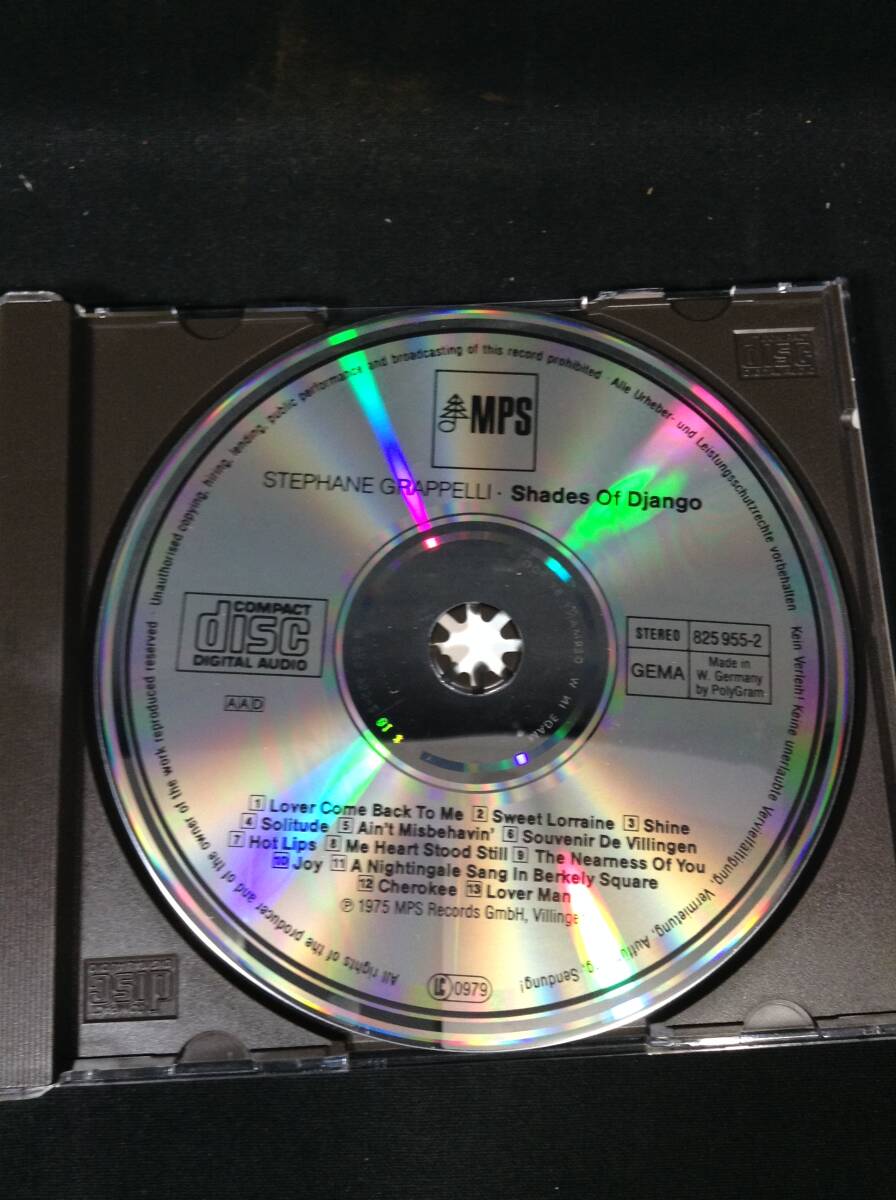 MPS
STEPHANE GRAPPELLI · Shades Of Django
COMPACT
disc
DIGITAL AUDIO
AAD
STEREO 825 955-2
GEMA Made in W. Germany by PolyGram
1 Lover Come Back To Me 2 Sweet Lorraine 3 Shine
4 Solitude 5 Ain't Misbehavin' 6 Souvenir De Villingen
7 Hot Lips 8 Me Heart Stood Still 9 The Nearness Of You
10 Joy 11 A Nightingale Sang In Berkely Square
12 Cherokee 13 Lover Man
℗ 1975 MPS Records GmbH,
LC 0979
All rights of the producer and of the owner of the work reproduced reserved · Unauthorised copying, hiring, lending, public performance and broadcasting of this record prohibited · Alle Urheber- und Leistungsschutzrechte vorbehalten
Kein Verleih! Keine unerlaubte Vervielfältigung, Vermietung, Sendung!
MADE IN W
disc
disc